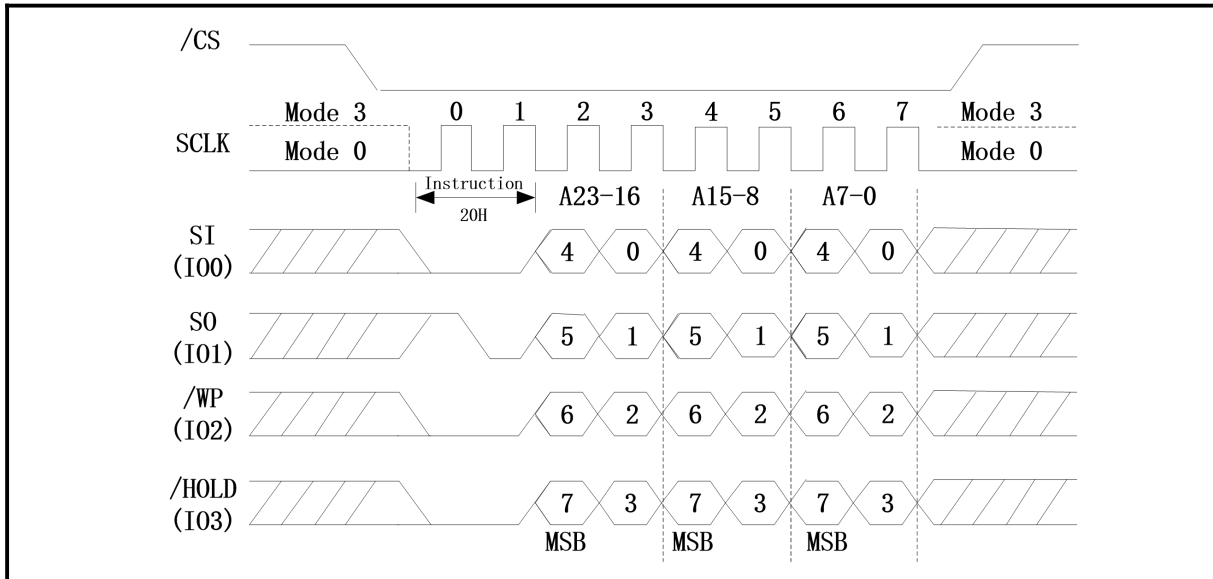 /CS
Mode 3 0 1 2 3 4 5 6 7 Mode 3
SCLK
Mode 0 Mode 0
Instruction
A23-16 A15-8 A7-0
20H
SI
(IO0)
4 0 4 0 4 0
SO
(IO1)
5 1 5 1 5 1
/WP
(IO2)
6 2 6 2 6 2
/HOLD
(IO3)
7 3 7 3 7 3
MSB MSB MSB